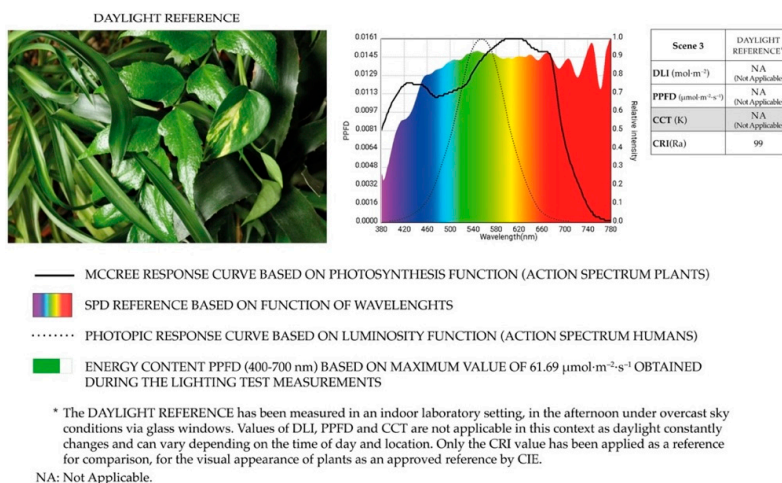 DAYLIGHT REFERENCE
0.0161
0.0145
0.0129
0.0113
0.0097
0.0081
0.0064
0.0048
0.0032
0.0016
0.0000
PPFD
380 420 460 500 540 580 620 660 700 740 780
Wavelength(nm)
1.0
0.9
0.8
0.7
0.6
0.5
0.4
0.3
0.2
0.1
0.0
Relative intensity
Scene 3 DAYLIGHT REFERENCE*
DLI (mol·m⁻²) NA (Not Applicable)
PPFD (μmol·m⁻²·s⁻¹) NA (Not Applicable)
CCT (K) NA (Not Applicable)
CRI(Ra) 99
MCCREE RESPONSE CURVE BASED ON PHOTOSYNTHESIS FUNCTION (ACTION SPECTRUM PLANTS)
SPD REFERENCE BASED ON FUNCTION OF WAVELENGHTS
PHOTOPIC RESPONSE CURVE BASED ON LUMINOSITY FUNCTION (ACTION SPECTRUM HUMANS)
ENERGY CONTENT PPFD (400-700 nm) BASED ON MAXIMUM VALUE OF 61.69 μmol·m⁻²·s⁻¹ OBTAINED
DURING THE LIGHTING TEST MEASUREMENTS
* The DAYLIGHT REFERENCE has been measured in an indoor laboratory setting, in the afternoon under overcast sky
conditions via glass windows. Values of DLI, PPFD and CCT are not applicable in this context as daylight constantly
changes and can vary depending on the time of day and location. Only the CRI value has been applied as a reference
for comparison, for the visual appearance of plants as an approved reference by CIE.
NA: Not Applicable.